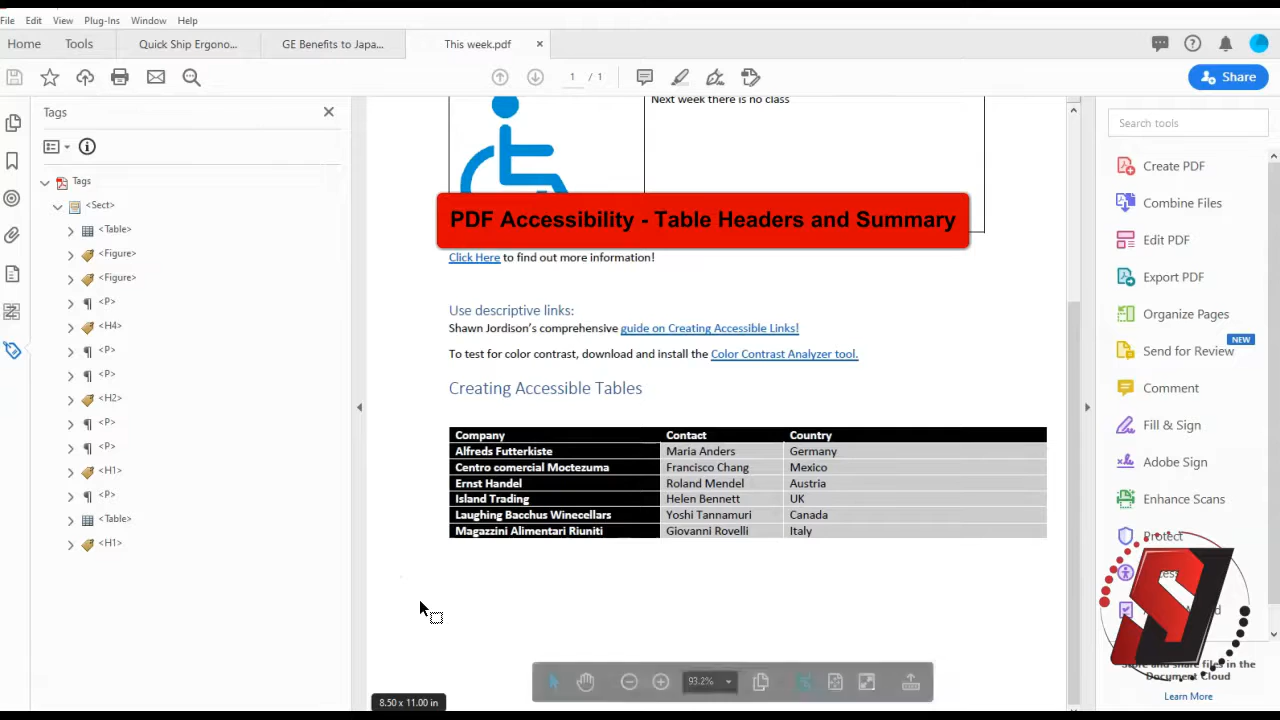 File Edit View Plug-Ins Window Help
Home Tools Quick Ship Ergono... GE Benefits to Japa... This week.pdf ×
1 / 1
Share
Tags
Tags
<Sect>
<Table>
<Figure>
<Figure>
<P>
<H4>
<P>
<P>
<H2>
<P>
<P>
<H1>
<P>
<Table>
<H1>
Next week there is no class
PDF Accessibility - Table Headers and Summary
Click Here to find out more information!
Use descriptive links:
Shawn Jordison's comprehensive guide on Creating Accessible Links!
To test for color contrast, download and install the Color Contrast Analyzer tool.
Creating Accessible Tables
Company Contact Country
Alfreds Futterkiste Maria Anders Germany
Centro comercial Moctezuma Francisco Chang Mexico
Ernst Handel Roland Mendel Austria
Island Trading Helen Bennett UK
Laughing Bacchus Winecellars Yoshi Tannamuri Canada
Magazzini Alimentari Riuniti Giovanni Rovelli Italy
93.2%
8.50 x 11.00 in
Search tools
Create PDF
Combine Files
Edit PDF
Export PDF
Organize Pages
NEW
Send for Review
Comment
Fill & Sign
Adobe Sign
Enhance Scans
Protect
Store and share files in the
Document Cloud
Learn More